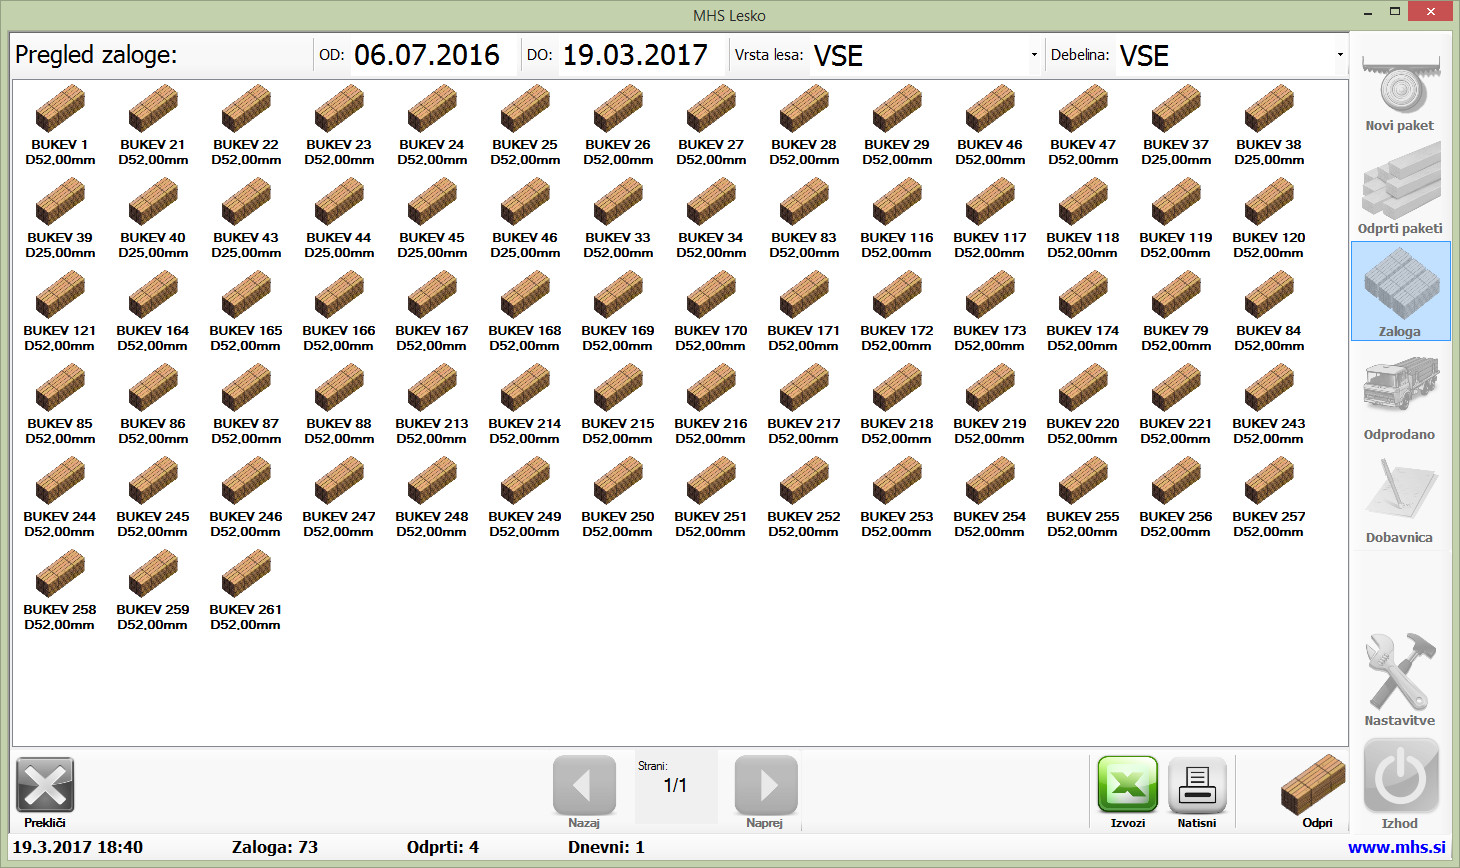 MHS Lesko
Pregled zaloge: OD: 06.07.2016 DO: 19.03.2017 Vrsta lesa: VSE Debelina: VSE
BUKEV 1 BUKEV 21 BUKEV 22 BUKEV 23 BUKEV 24 BUKEV 25 BUKEV 26 BUKEV 27 BUKEV 28 BUKEV 29 BUKEV 46 BUKEV 47 BUKEV 37 BUKEV 38
D52,00mm D52,00mm D52,00mm D52,00mm D52,00mm D52,00mm D52,00mm D52,00mm D52,00mm D52,00mm D52,00mm D52,00mm D25,00mm D25,00mm
BUKEV 39 BUKEV 40 BUKEV 43 BUKEV 44 BUKEV 45 BUKEV 46 BUKEV 33 BUKEV 34 BUKEV 83 BUKEV 116 BUKEV 117 BUKEV 118 BUKEV 119 BUKEV 120
D25,00mm D25,00mm D25,00mm D25,00mm D25,00mm D25,00mm D52,00mm D52,00mm D52,00mm D52,00mm D52,00mm D52,00mm D52,00mm D52,00mm
BUKEV 121 BUKEV 164 BUKEV 165 BUKEV 166 BUKEV 167 BUKEV 168 BUKEV 169 BUKEV 170 BUKEV 171 BUKEV 172 BUKEV 173 BUKEV 174 BUKEV 79 BUKEV 84
D52,00mm D52,00mm D52,00mm D52,00mm D52,00mm D52,00mm D52,00mm D52,00mm D52,00mm D52,00mm D52,00mm D52,00mm D52,00mm D52,00mm
BUKEV 85 BUKEV 86 BUKEV 87 BUKEV 88 BUKEV 213 BUKEV 214 BUKEV 215 BUKEV 216 BUKEV 217 BUKEV 218 BUKEV 219 BUKEV 220 BUKEV 221 BUKEV 243
D52,00mm D52,00mm D52,00mm D52,00mm D52,00mm D52,00mm D52,00mm D52,00mm D52,00mm D52,00mm D52,00mm D52,00mm D52,00mm D52,00mm
BUKEV 244 BUKEV 245 BUKEV 246 BUKEV 247 BUKEV 248 BUKEV 249 BUKEV 250 BUKEV 251 BUKEV 252 BUKEV 253 BUKEV 254 BUKEV 255 BUKEV 256 BUKEV 257
D52,00mm D52,00mm D52,00mm D52,00mm D52,00mm D52,00mm D52,00mm D52,00mm D52,00mm D52,00mm D52,00mm D52,00mm D52,00mm D52,00mm
BUKEV 258 BUKEV 259 BUKEV 261
D52,00mm D52,00mm D52,00mm
Novi paket
Odprti paketi
Zaloga
Odprodano
Dobavnica
Nastavitve
Izhod
Prekliči
Nazaj
Strani:
1/1
Naprej
Izvozi
Natisni
Odpri
19.3.2017 18:40 Zaloga: 73 Odprti: 4 Dnevni: 1 www.mhs.si